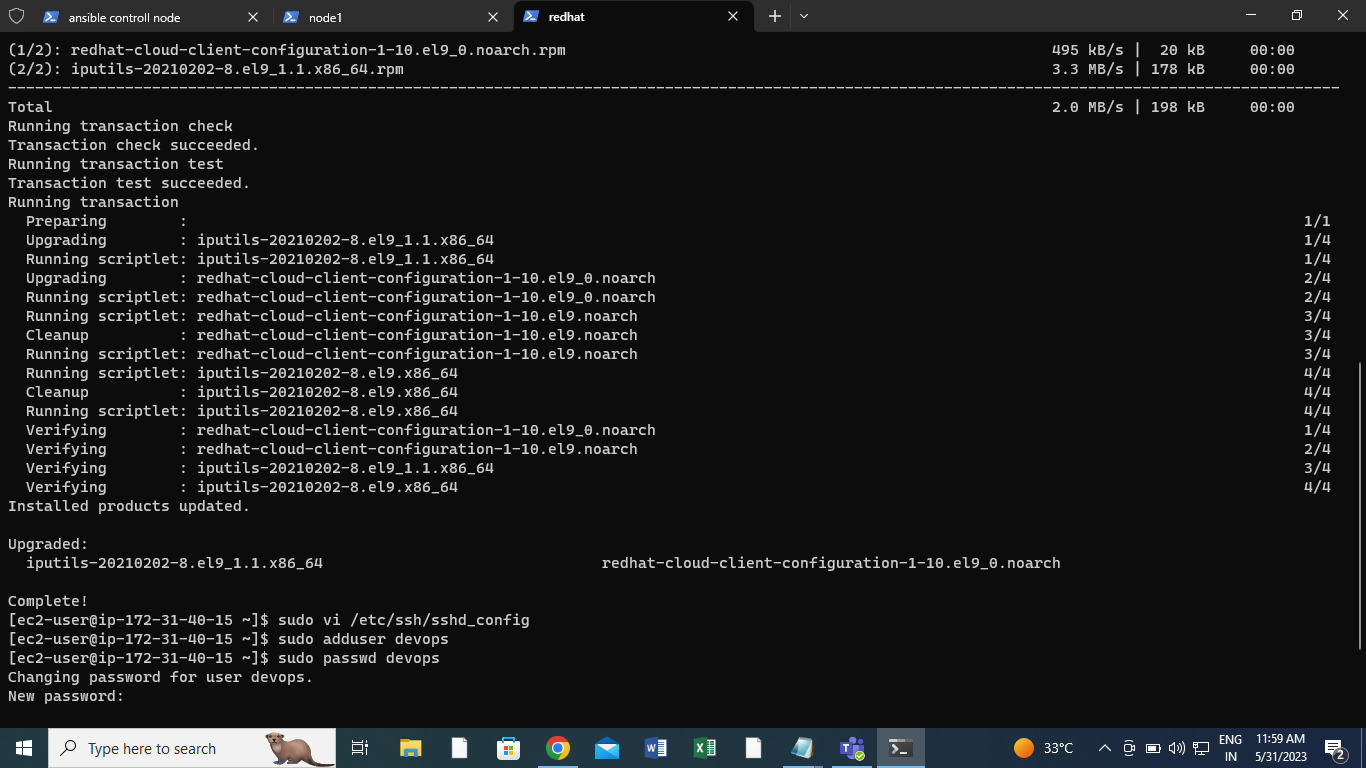 ansible controll node
node1
redhat
(1/2): redhat-cloud-client-configuration-1-10.el9_0.noarch.rpm 495 kB/s | 20 kB 00:00
(2/2): iputils-20210202-8.el9_1.1.x86_64.rpm 3.3 MB/s | 178 kB 00:00
--------------------------------------------------------------------------------
Total 2.0 MB/s | 198 kB 00:00
Running transaction check
Transaction check succeeded.
Running transaction test
Transaction test succeeded.
Running transaction
Preparing : 1/1
Upgrading : iputils-20210202-8.el9_1.1.x86_64 1/4
Running scriptlet: iputils-20210202-8.el9_1.1.x86_64 1/4
Upgrading : redhat-cloud-client-configuration-1-10.el9_0.noarch 2/4
Running scriptlet: redhat-cloud-client-configuration-1-10.el9_0.noarch 2/4
Running scriptlet: redhat-cloud-client-configuration-1-10.el9.noarch 3/4
Cleanup : redhat-cloud-client-configuration-1-10.el9.noarch 3/4
Running scriptlet: redhat-cloud-client-configuration-1-10.el9.noarch 3/4
Running scriptlet: iputils-20210202-8.el9.x86_64 4/4
Cleanup : iputils-20210202-8.el9.x86_64 4/4
Running scriptlet: iputils-20210202-8.el9.x86_64 4/4
Verifying : redhat-cloud-client-configuration-1-10.el9_0.noarch 1/4
Verifying : redhat-cloud-client-configuration-1-10.el9.noarch 2/4
Verifying : iputils-20210202-8.el9_1.1.x86_64 3/4
Verifying : iputils-20210202-8.el9.x86_64 4/4
Installed products updated.
Upgraded:
iputils-20210202-8.el9_1.1.x86_64 redhat-cloud-client-configuration-1-10.el9_0.noarch
Complete!
[ec2-user@ip-172-31-40-15 ~]$ sudo vi /etc/ssh/sshd_config
[ec2-user@ip-172-31-40-15 ~]$ sudo adduser devops
[ec2-user@ip-172-31-40-15 ~]$ sudo passwd devops
Changing password for user devops.
New password:
Type here to search
33°C
ENG
IN
11:59 AM
5/31/2023
2